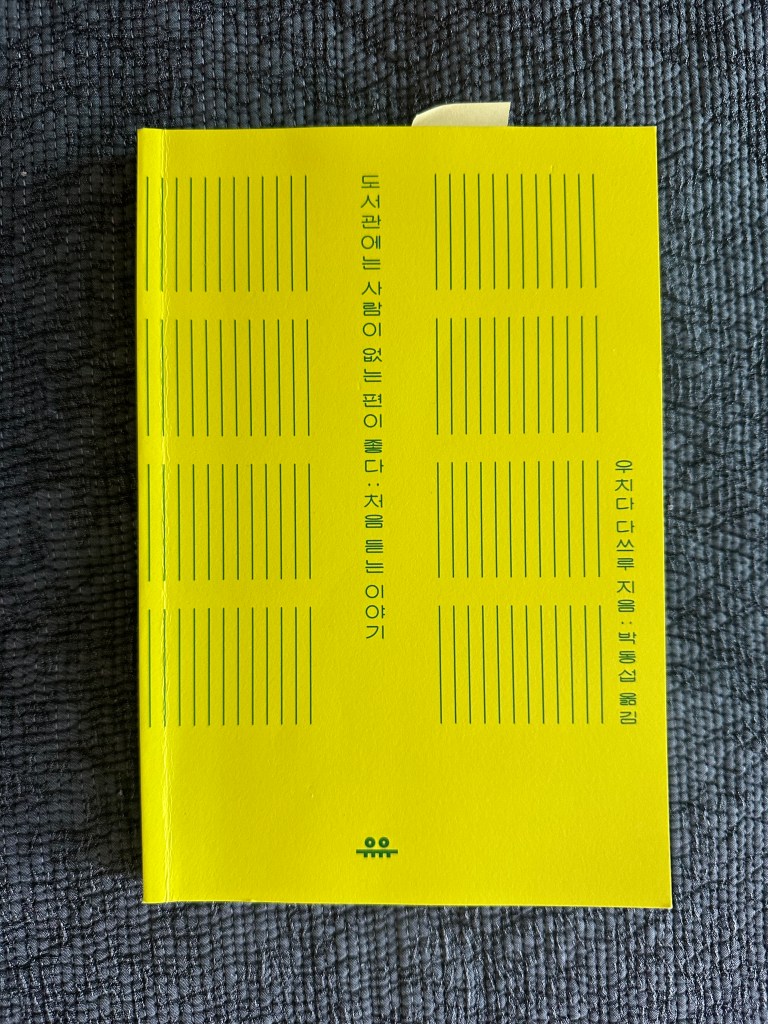 도서관에는 사람이 없는 편이 좋다: 처음 듣는 이야기
우치다 다쓰루 지음: 박동섭 옮김